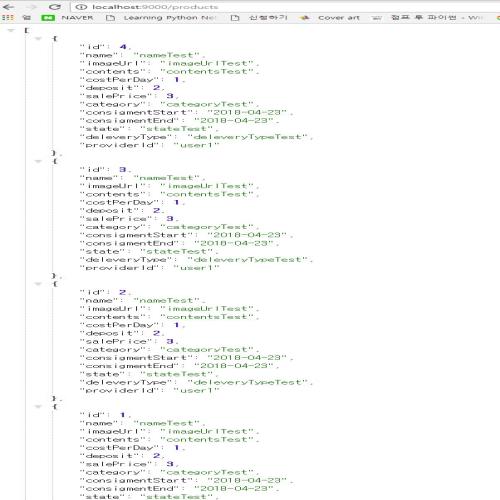 localhost:9000/products
앱 N NAVER Learning Python Net 신청하기 Cover art 점프 투 파이썬 - Wi
[
{
"id": 4,
"name": "nameTest",
"imageUrl": "imageUrlTest",
"contents": "contentsTest",
"costPerDay": 1,
"deposit": 2,
"salePrice": 3,
"category": "categoryTest",
"consigmentStart": "2018-04-23",
"consigmentEnd": "2018-04-23",
"state": "stateTest",
"deleveryType": "deleveryTypeTest",
"providerId": "user1"
},
{
"id": 3,
"name": "nameTest",
"imageUrl": "imageUrlTest",
"contents": "contentsTest",
"costPerDay": 1,
"deposit": 2,
"salePrice": 3,
"category": "categoryTest",
"consigmentStart": "2018-04-23",
"consigmentEnd": "2018-04-23",
"state": "stateTest",
"deleveryType": "deleveryTypeTest",
"providerId": "user1"
},
{
"id": 2,
"name": "nameTest",
"imageUrl": "imageUrlTest",
"contents": "contentsTest",
"costPerDay": 1,
"deposit": 2,
"salePrice": 3,
"category": "categoryTest",
"consigmentStart": "2018-04-23",
"consigmentEnd": "2018-04-23",
"state": "stateTest",
"deleveryType": "deleveryTypeTest",
"providerId": "user1"
},
{
"id": 1,
"name": "nameTest",
"imageUrl": "imageUrlTest",
"contents": "contentsTest",
"costPerDay": 1,
"deposit": 2,
"salePrice": 3,
"category": "categoryTest",
"consigmentStart": "2018-04-23",
"consigmentEnd": "2018-04-23",
"state": "stateTest",